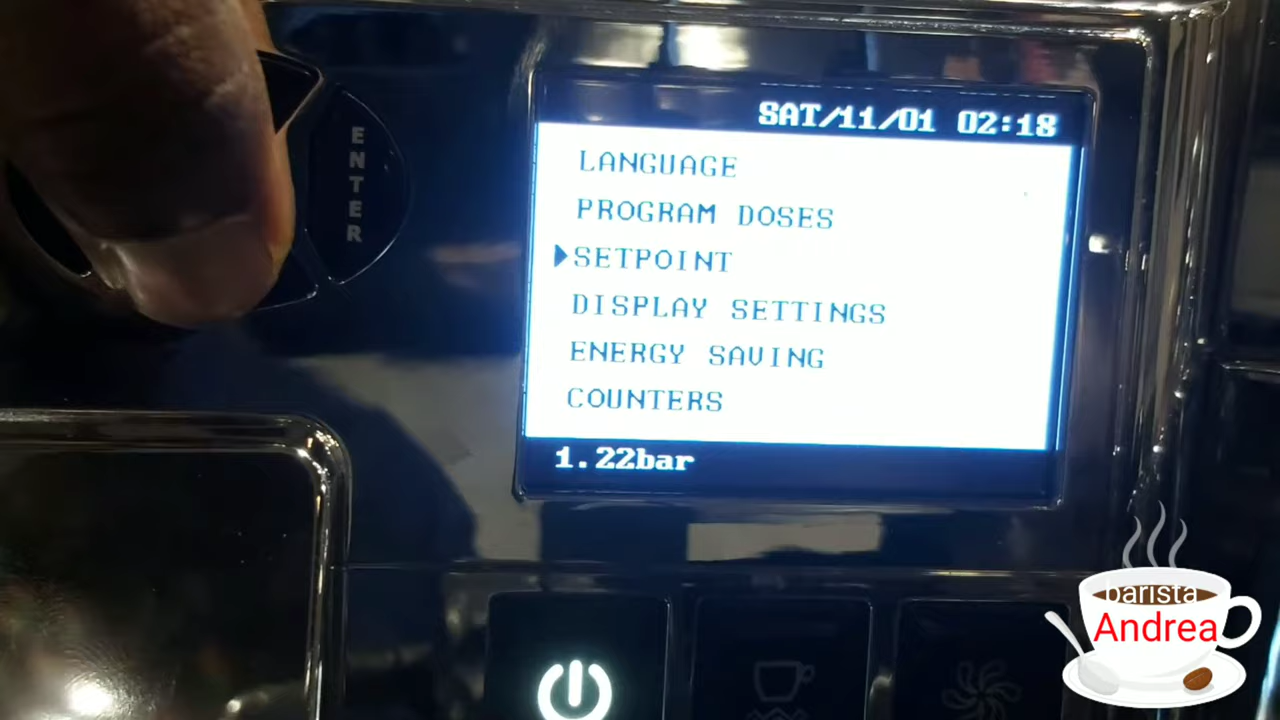 ENTER
SAT/11/01 02:18
LANGUAGE
PROGRAM DOSES
SETPOINT
DISPLAY SETTINGS
ENERGY SAVING
COUNTERS
1.22bar
barista
Andrea